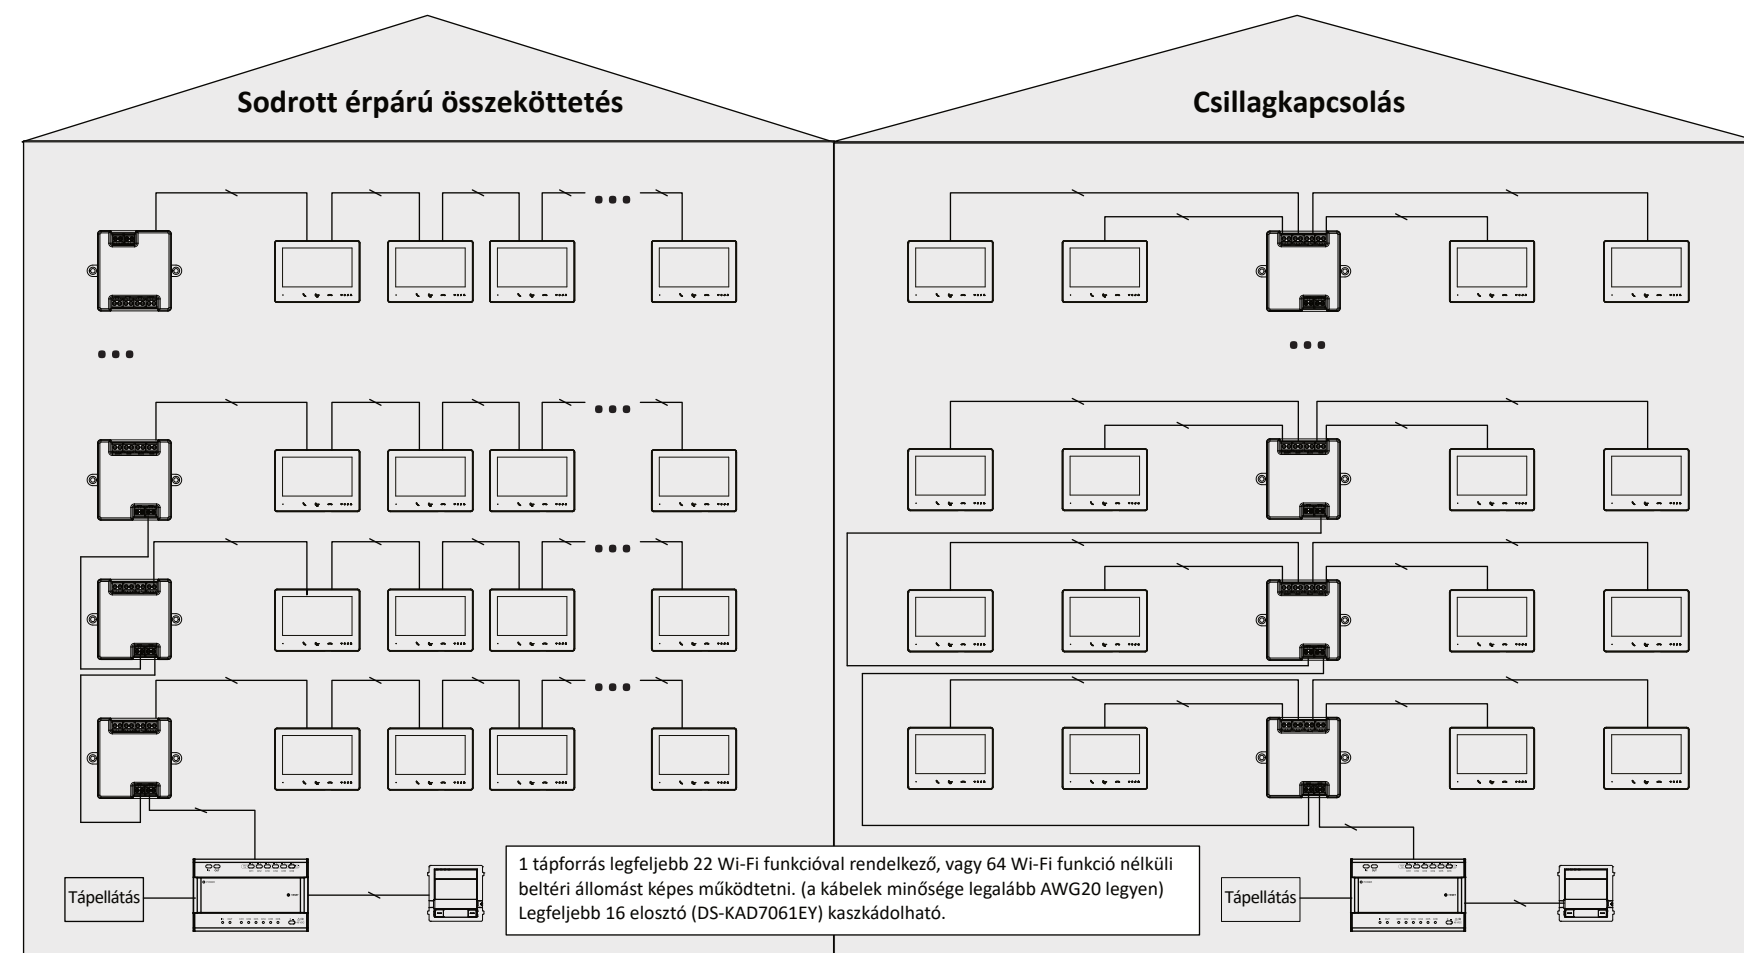 Sodrott érpárú összeköttetés
Csillagkapcsolás
Tápellátás
1 tápforrás legfeljebb 22 Wi-Fi funkcióval rendelkező, vagy 64 Wi-Fi funkció nélküli
beltéri állomást képes működtetni. (a kábelek minősége legalább AWG20 legyen)
Legfeljebb 16 elosztó (DS-KAD7061EY) kaszkádolható.
Tápellátás